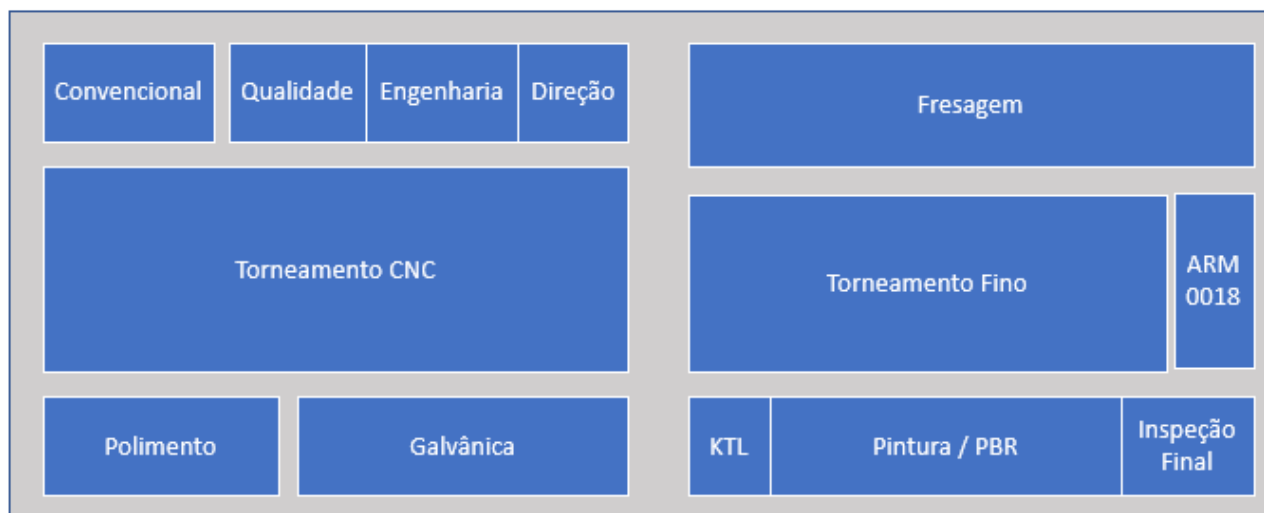 Convencional
Qualidade
Engenharia
Direção
Fresagem
Torneamento CNC
Torneamento Fino
ARM
0018
Polimento
Galvânica
KTL
Pintura / PBR
Inspeção
Final